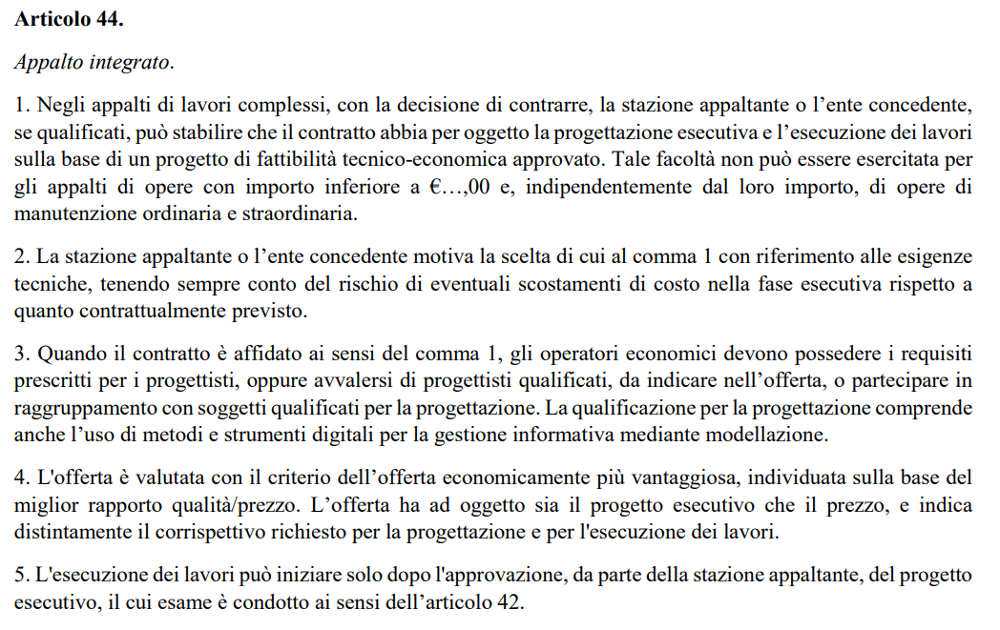 Articolo 44.
Appalto integrato.
1. Negli appalti di lavori complessi, con la decisione di contrarre, la stazione appaltante o l’ente concedente,
se qualificati, può stabilire che il contratto abbia per oggetto la progettazione esecutiva e l’esecuzione dei lavori
sulla base di un progetto di fattibilità tecnico-economica approvato. Tale facoltà non può essere esercitata per
gli appalti di opere con importo inferiore a €…,00 e, indipendentemente dal loro importo, di opere di
manutenzione ordinaria e straordinaria.
2. La stazione appaltante o l’ente concedente motiva la scelta di cui al comma 1 con riferimento alle esigenze
tecniche, tenendo sempre conto del rischio di eventuali scostamenti di costo nella fase esecutiva rispetto a
quanto contrattualmente previsto.
3. Quando il contratto è affidato ai sensi del comma 1, gli operatori economici devono possedere i requisiti
prescritti per i progettisti, oppure avvalersi di progettisti qualificati, da indicare nell’offerta, o partecipare in
raggruppamento con soggetti qualificati per la progettazione. La qualificazione per la progettazione comprende
anche l’uso di metodi e strumenti digitali per la gestione informativa mediante modellazione.
4. L'offerta è valutata con il criterio dell’offerta economicamente più vantaggiosa, individuata sulla base del
miglior rapporto qualità/prezzo. L’offerta ha ad oggetto sia il progetto esecutivo che il prezzo, e indica
distintamente il corrispettivo richiesto per la progettazione e per l'esecuzione dei lavori.
5. L'esecuzione dei lavori può iniziare solo dopo l'approvazione, da parte della stazione appaltante, del progetto
esecutivo, il cui esame è condotto ai sensi dell’articolo 42.